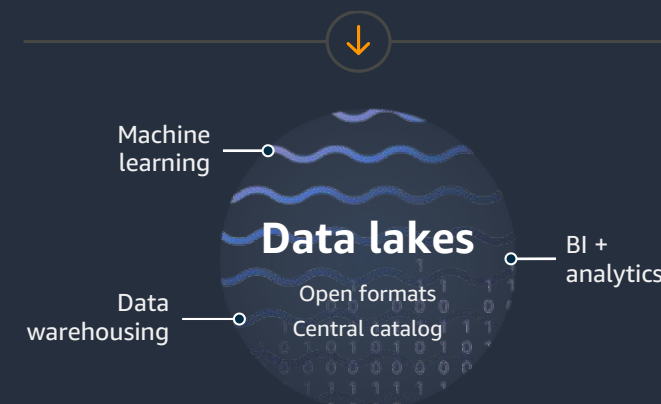 Machine
learning
Data lakes
BI +
analytics
Open formats
Data
warehousing
Central catalog